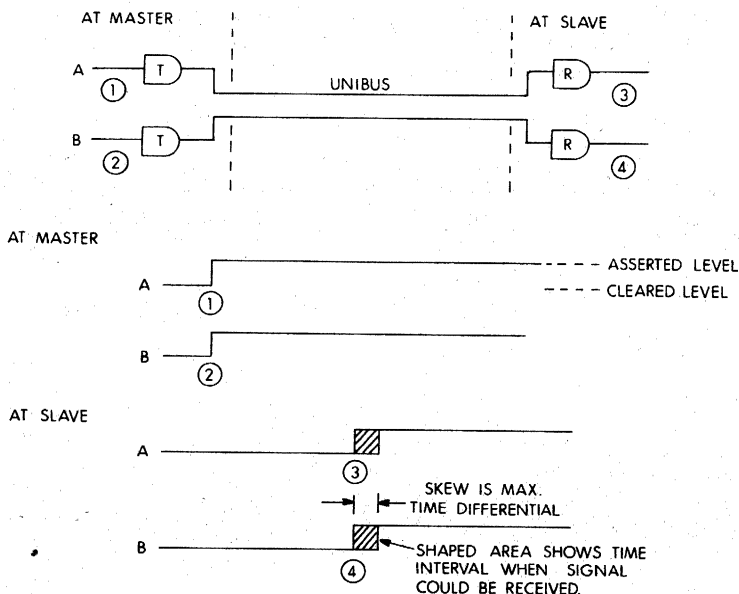 AT MASTER
AT SLAVE
A
1
T
UNIBUS
R
3
B
2
T
R
4
AT MASTER
A
1
ASSERTED LEVEL
CLEARED LEVEL
B
2
AT SLAVE
A
3
SKEW IS MAX.
TIME DIFFERENTIAL
B
4
SHAPED AREA SHOWS TIME
INTERVAL WHEN SIGNAL
COULD BE RECEIVED.